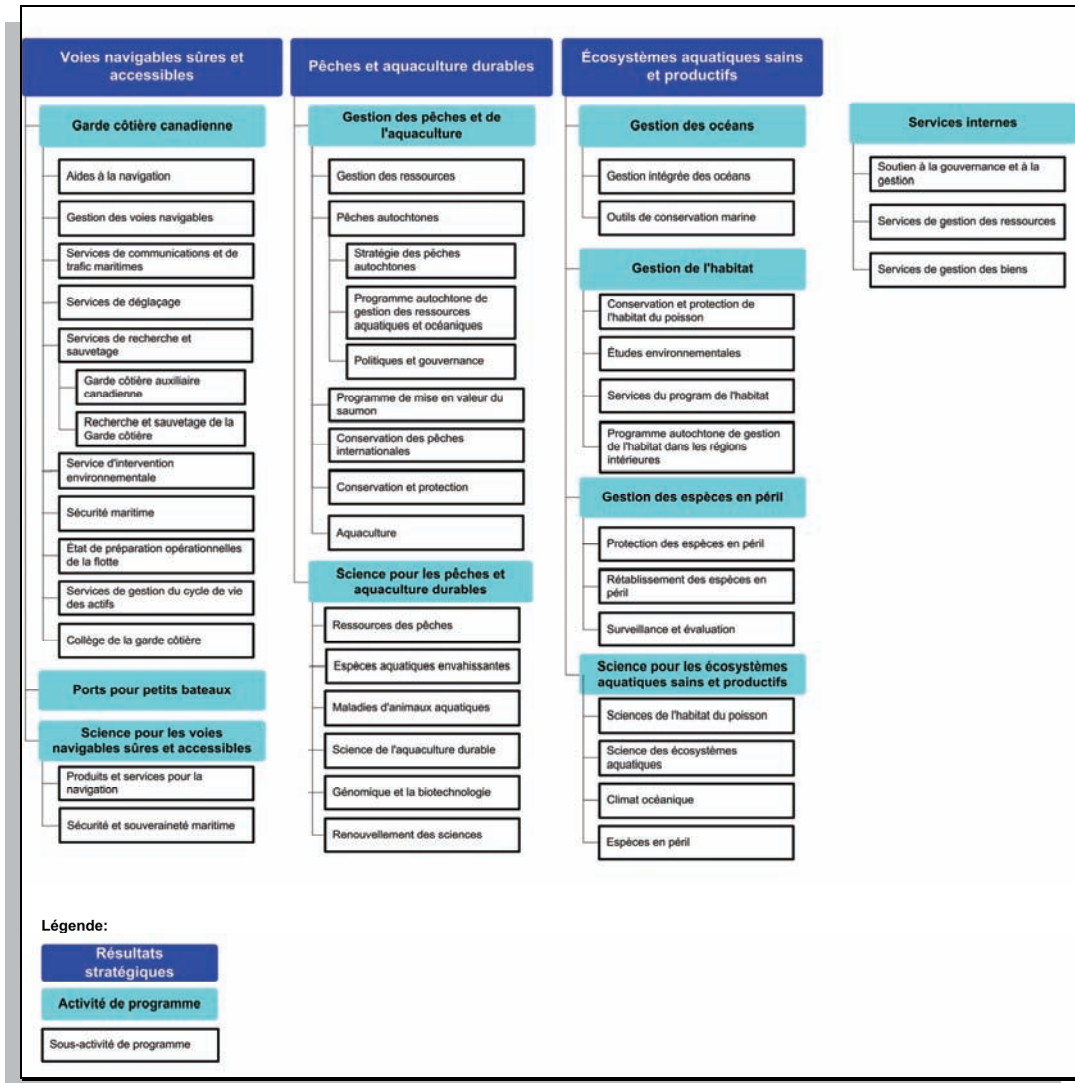 Voies navigables sûres et
accessibles
Garde côtière canadienne
Aides à la navigation
Gestion des voies navigables
Services de communications et de
trafic maritimes
Services de déglaçage
Services de recherche et
sauvetage
Garde côtière auxiliaire
canadienne
Recherche et sauvetage de la
Garde côtière
Service d'intervention
environnementale
Sécurité maritime
État de préparation opérationnelles
de la flotte
Services de gestion du cycle de vie
des actifs
Collège de la garde côtière
Ports pour petits bateaux
Science pour les voies
navigables sûres et accessibles
Produits et services pour la
navigation
Sécurité et souveraineté maritime
Pêches et aquaculture durables
Gestion des pêches et de
l'aquaculture
Gestion des ressources
Pêches autochtones
Stratégie des pêches
autochtones
Programme autochtone de
gestion des ressources
aquatiques et océaniques
Politiques et gouvernance
Programme de mise en valeur du
saumon
Conservation des pêches
internationales
Conservation et protection
Aquaculture
Science pour les pêches et
aquaculture durables
Ressources des pêches
Espèces aquatiques envahissantes
Maladies d'animaux aquatiques
Science de l'aquaculture durable
Génomique et la biotechnologie
Renouvellement des sciences
Écosystèmes aquatiques sains
et productifs
Gestion des océans
Gestion intégrée des océans
Outils de conservation marine
Gestion de l'habitat
Conservation et protection de
l'habitat du poisson
Études environnementales
Services du program de l'habitat
Programme autochtone de gestion
de l'habitat dans les régions
intérieures
Gestion des espèces en péril
Protection des espèces en péril
Rétablissement des espèces en
péril
Surveillance et évaluation
Science pour les écosystèmes
aquatiques sains et productifs
Sciences de l'habitat du poisson
Science des écosystèmes
aquatiques
Climat océanique
Espèces en péril
Services internes
Soutien à la gouvernance et à la
gestion
Services de gestion des ressources
Services de gestion des biens
Légende:
Résultats
stratégiques
Activité de programme
Sous-activité de programme